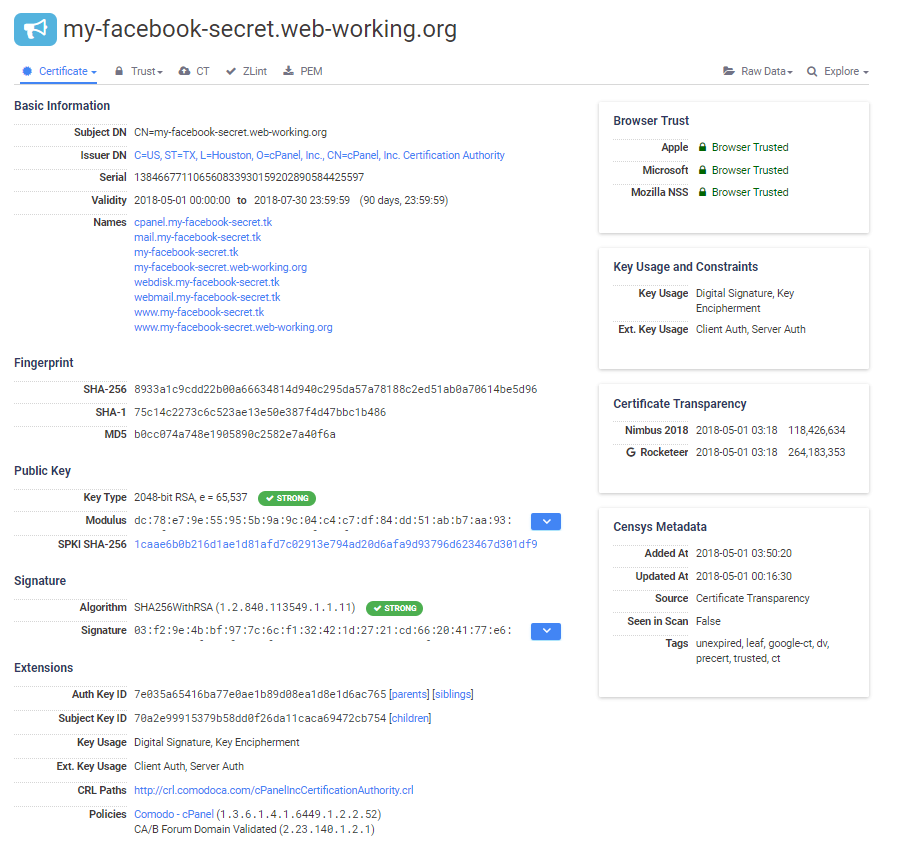 my-facebook-secret.web-working.org
Certificate Trust CT ZLint PEM Raw Data Explore
Basic Information
Subject DN CN=my-facebook-secret.web-working.org
Issuer DN C=US, ST=TX, L=Houston, O=cPanel, Inc., CN=cPanel, Inc. Certification Authority
Serial 138466771106560833930159202890584425597
Validity 2018-05-01 00:00:00 to 2018-07-30 23:59:59 (90 days, 23:59:59)
Names cpanel.my-facebook-secret.tk
mail.my-facebook-secret.tk
my-facebook-secret.tk
my-facebook-secret.web-working.org
webdisk.my-facebook-secret.tk
webmail.my-facebook-secret.tk
www.my-facebook-secret.tk
www.my-facebook-secret.web-working.org
Fingerprint
SHA-256 8933a1c9cdd22b00a66634814d940c295da57a78188c2ed51ab0a70614be5d96
SHA-1 75c14c2273c6c523ae13e50e387f4d47bbc1b486
MD5 b0cc074a748e1905890c2582e7a40f6a
Public Key
Key Type 2048-bit RSA, e = 65,537 STRONG
Modulus dc:78:e7:9e:55:95:5b:9a:9c:04:c4:c7:df:84:dd:51:ab:b7:aa:93:
SPKI SHA-256 1caae6b0b216d1ae1d81afd7c02913e794ad20d6afa9d93796d623467d301df9
Signature
Algorithm SHA256WithRSA (1.2.840.113549.1.1.11) STRONG
Signature 03:f2:9e:4b:bf:97:7c:6c:f1:32:42:1d:27:21:cd:66:20:41:77:e6:
Extensions
Auth Key ID 7e035a65416ba77e0ae1b89d08ea1d8e1d6ac765 [parents] [siblings]
Subject Key ID 70a2e99915379b58dd0f26da11caca69472cb754 [children]
Key Usage Digital Signature, Key Encipherment
Ext. Key Usage Client Auth, Server Auth
CRL Paths http://crl.comodoca.com/cPanelIncCertificationAuthority.crl
Policies Comodo - cPanel (1.3.6.1.4.1.6449.1.2.2.52)
CA/B Forum Domain Validated (2.23.140.1.2.1)
Browser Trust
Apple Browser Trusted
Microsoft Browser Trusted
Mozilla NSS Browser Trusted
Key Usage and Constraints
Key Usage Digital Signature, Key
Encipherment
Ext. Key Usage Client Auth, Server Auth
Certificate Transparency
Nimbus 2018 2018-05-01 03:18 118,426,634
Rocketeer 2018-05-01 03:18 264,183,353
Censys Metadata
Added At 2018-05-01 03:50:20
Updated At 2018-05-01 00:16:30
Source Certificate Transparency
Seen in Scan False
Tags unexpired, leaf, google-ct, dv,
precert, trusted, ct